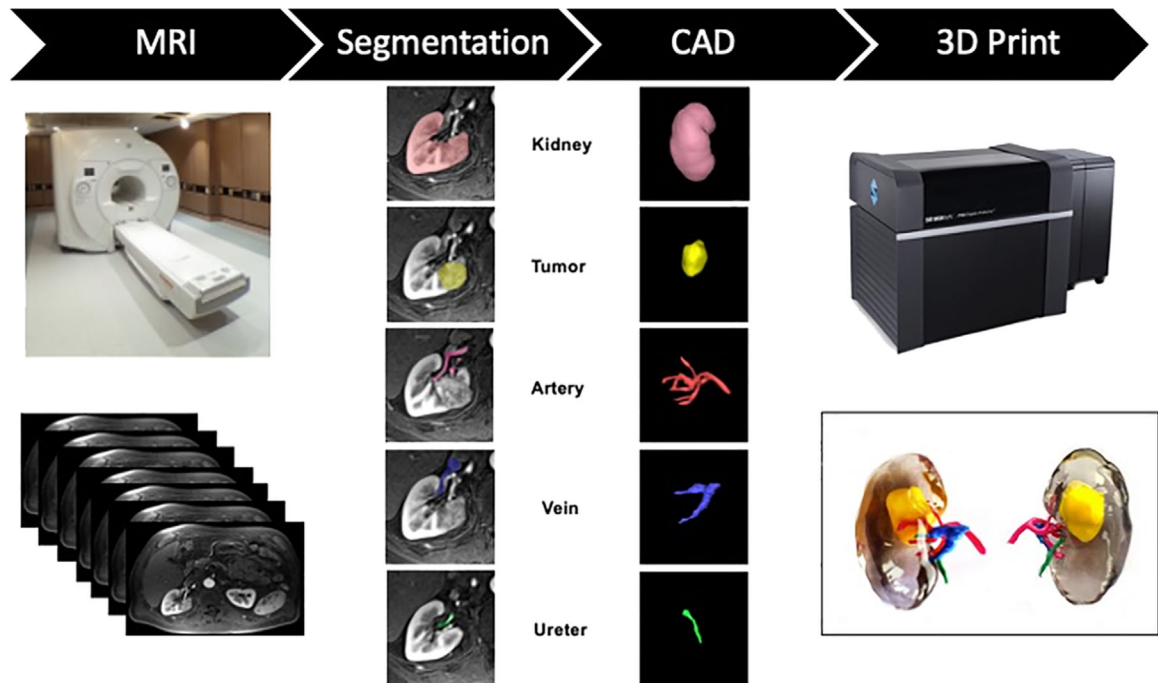 MRI
Segmentation
CAD
3D Print
Kidney
Tumor
Artery
Vein
Ureter